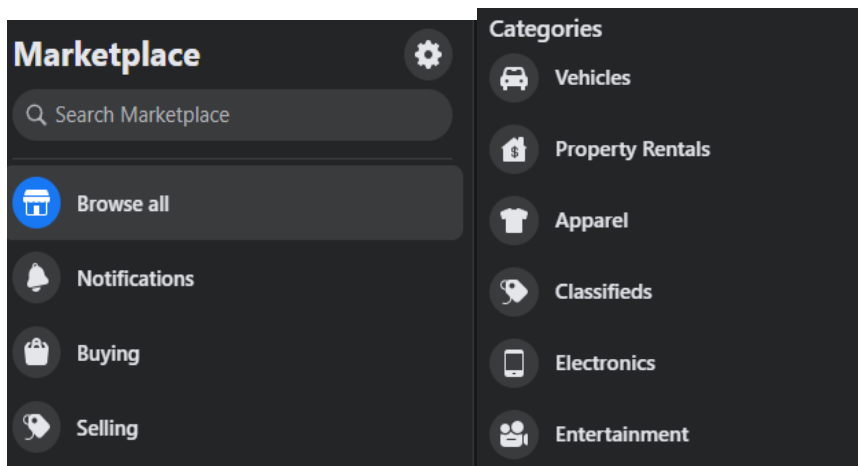 Marketplace
Search Marketplace
Browse all
Notifications
Buying
Selling
Categories
Vehicles
Property Rentals
Apparel
Classifieds
Electronics
Entertainment